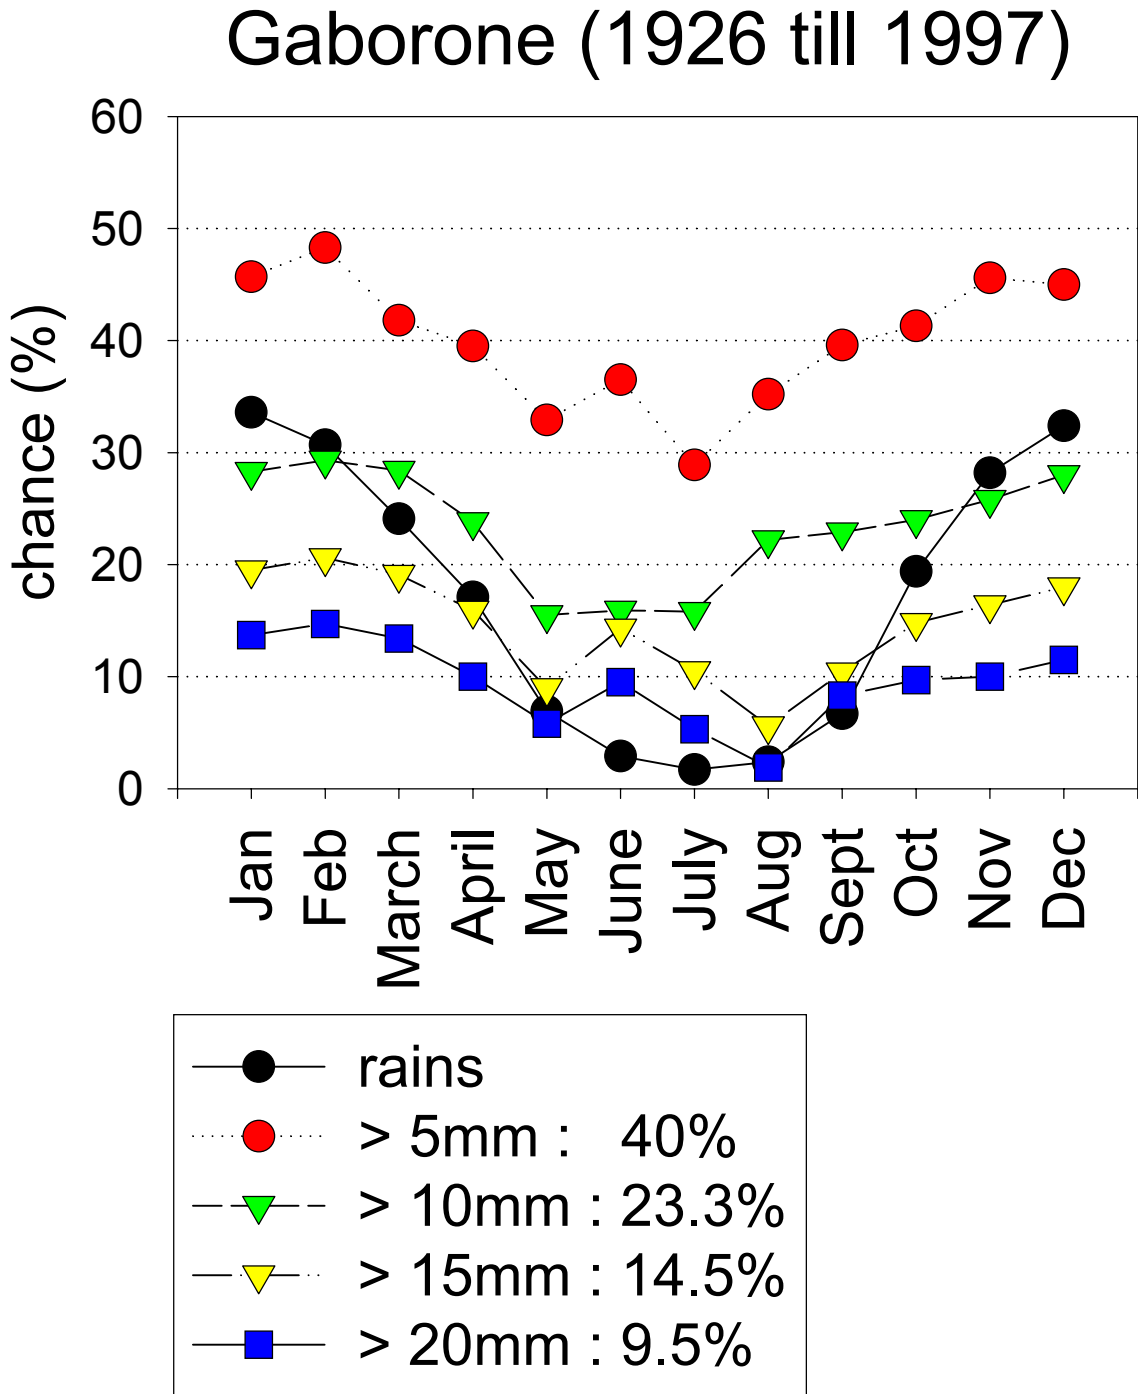 Gaborone (1926 till 1997)
60
50
40
30
20
10
0
chance (%)
Jan
Feb
March
April
May
June
July
Aug
Sept
Oct
Nov
Dec
rains
> 5mm : 40%
> 10mm : 23.3%
> 15mm : 14.5%
> 20mm : 9.5%